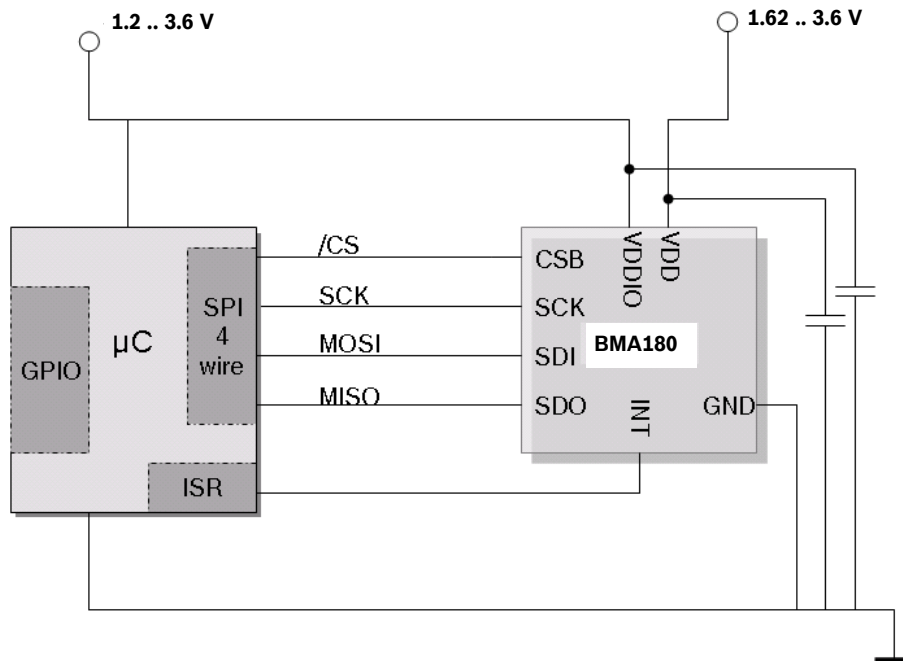 1.2 .. 3.6 V
1.62 .. 3.6 V
/CS
SCK
MOSI
MISO
GPIO
µC
SPI
4
wire
ISR
CSB
SCK
SDI
SDO
VDDIO
VDD
BMA180
INT
GND